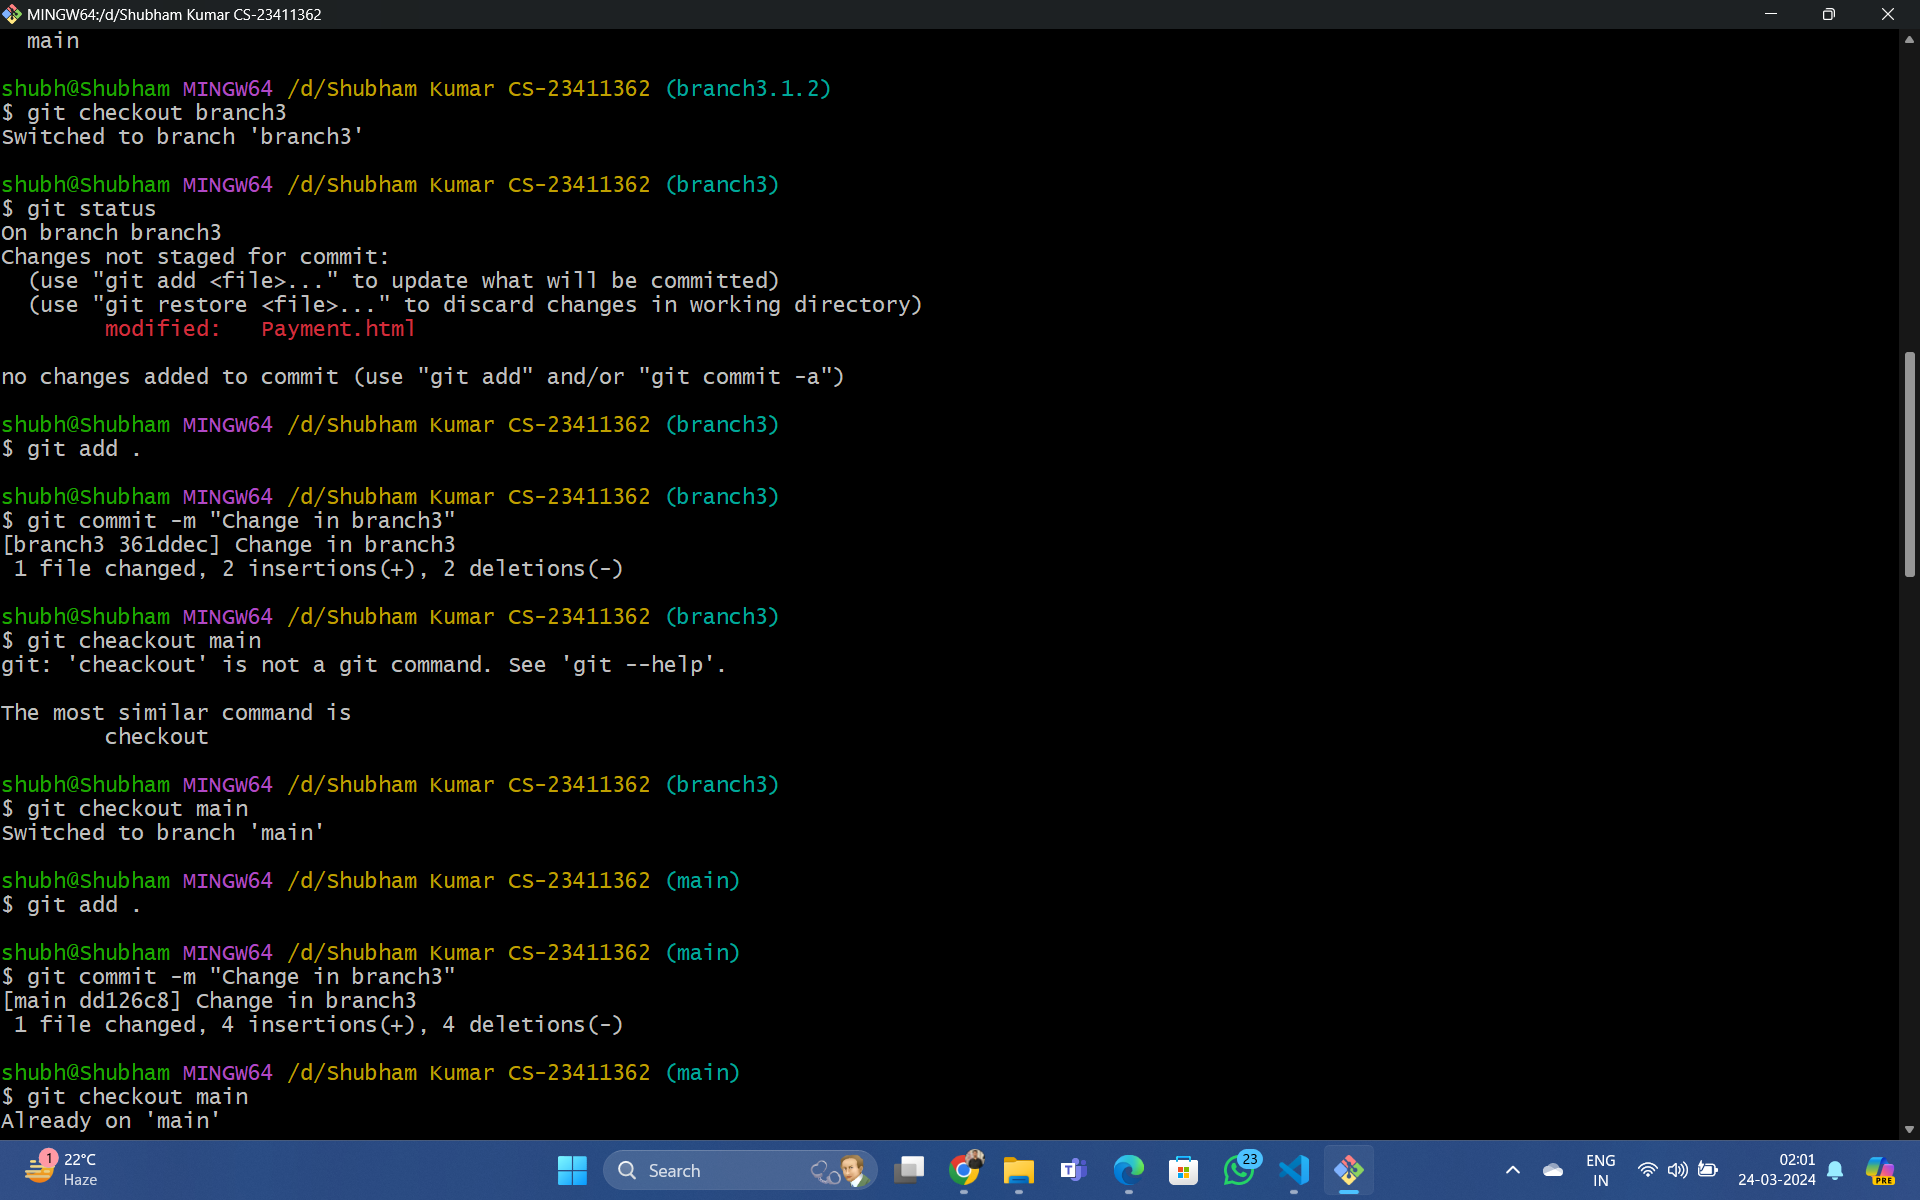 MINGW64:/d/Shubham Kumar CS-23411362
  main

shubh@Shubham MINGW64 /d/Shubham Kumar CS-23411362 (branch3.1.2)
$ git checkout branch3
Switched to branch 'branch3'

shubh@Shubham MINGW64 /d/Shubham Kumar CS-23411362 (branch3)
$ git status
On branch branch3
Changes not staged for commit:
  (use "git add <file>..." to update what will be committed)
  (use "git restore <file>..." to discard changes in working directory)
        modified:   Payment.html

no changes added to commit (use "git add" and/or "git commit -a")

shubh@Shubham MINGW64 /d/Shubham Kumar CS-23411362 (branch3)
$ git add .

shubh@Shubham MINGW64 /d/Shubham Kumar CS-23411362 (branch3)
$ git commit -m "Change in branch3"
[branch3 361ddec] Change in branch3
 1 file changed, 2 insertions(+), 2 deletions(-)

shubh@Shubham MINGW64 /d/Shubham Kumar CS-23411362 (branch3)
$ git cheackout main
git: 'cheackout' is not a git command. See 'git --help'.

The most similar command is
        checkout

shubh@Shubham MINGW64 /d/Shubham Kumar CS-23411362 (branch3)
$ git checkout main
Switched to branch 'main'

shubh@Shubham MINGW64 /d/Shubham Kumar CS-23411362 (main)
$ git add .

shubh@Shubham MINGW64 /d/Shubham Kumar CS-23411362 (main)
$ git commit -m "Change in branch3"
[main dd126c8] Change in branch3
 1 file changed, 4 insertions(+), 4 deletions(-)

shubh@Shubham MINGW64 /d/Shubham Kumar CS-23411362 (main)
$ git checkout main
Already on 'main'
1
22°C
Haze
Search
23
ENG
IN
02:01
24-03-2024
PRE